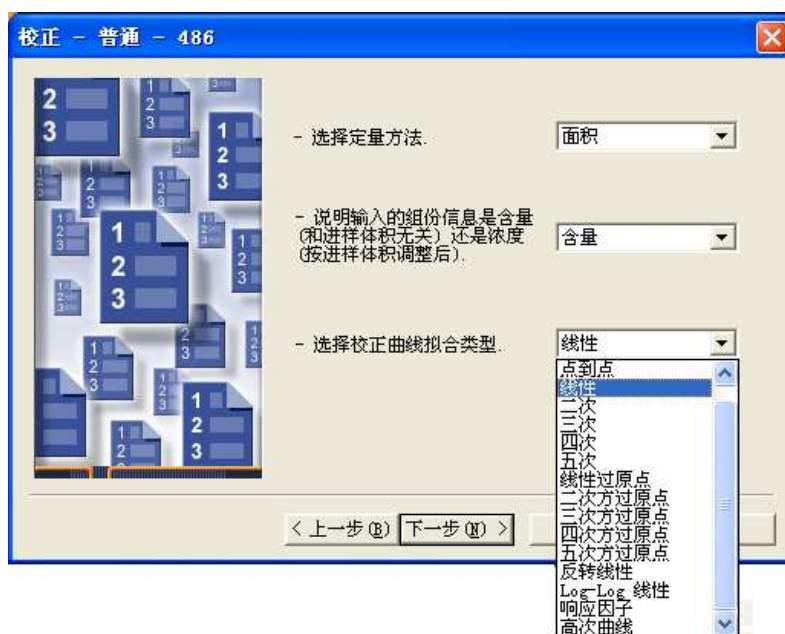 校正 - 普通 - 486
- 选择定量方法.
面积
- 说明输入的组份信息是含量
(和进样体积无关) 还是浓度
(按进样体积调整后).
含量
- 选择校正曲线拟合类型.
线性
点到点
线性
二次
三次
四次
五次
线性过原点
二次方过原点
三次方过原点
四次方过原点
五次方过原点
反转线性
Log-Log 线性
响应因子
高次曲线
< 上一步(B)
下一步(N) >
1
2
3